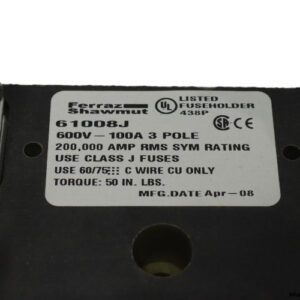 Ferraz
Shawmut
UL LISTED
FUSEHOLDER
438P
61008J
600V-100A 3 POLE
200,000 AMP RMS SYM RATING
USE CLASS J FUSES
USE 60/75 C WIRE CU ONLY
TORQUE: 50 IN. LBS.
MFG.DATE Apr-08